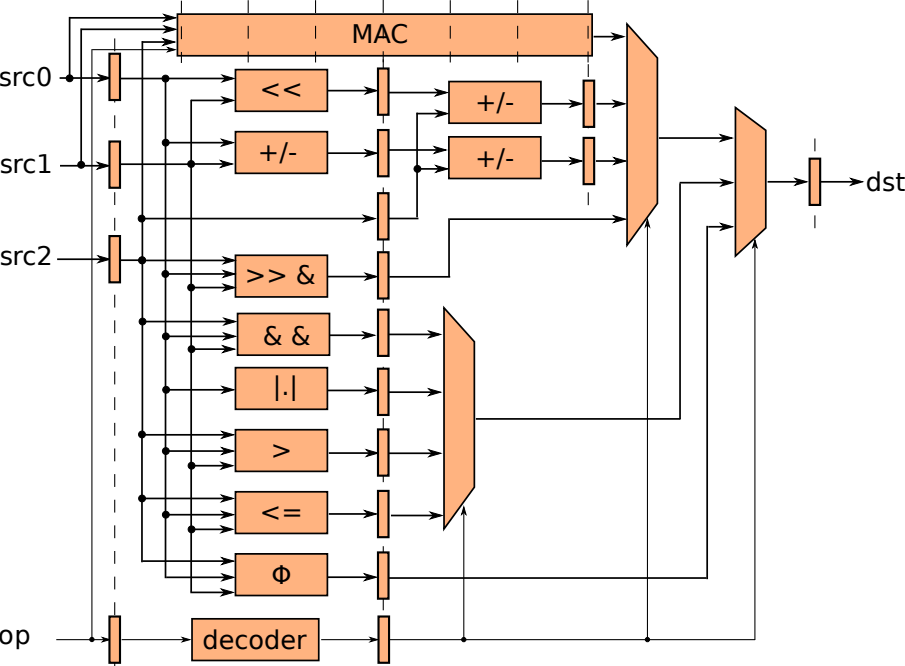 MAC
src0
<<
+/-
src1
+/-
+/-
dst
src2
>> &
& &
|.|
>
<=
Φ
op
decoder